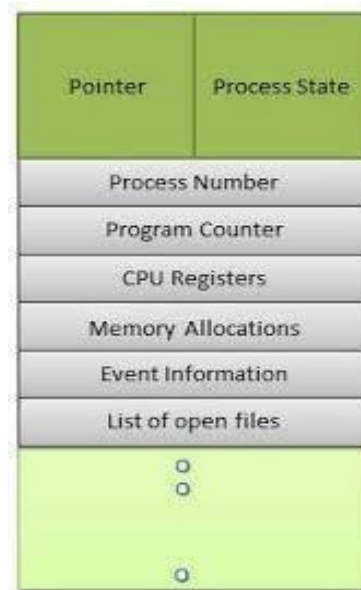 Pointer Process State
Process Number
Program Counter
CPU Registers
Memory Allocations
Event Information
List of open files